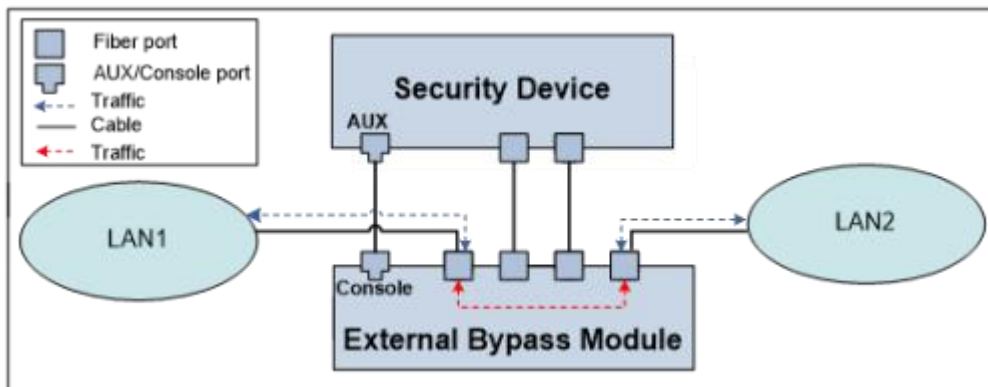 Fiber port
AUX/Console port
Traffic
Cable
Traffic
Security Device
AUX
LAN1
LAN2
Console
External Bypass Module